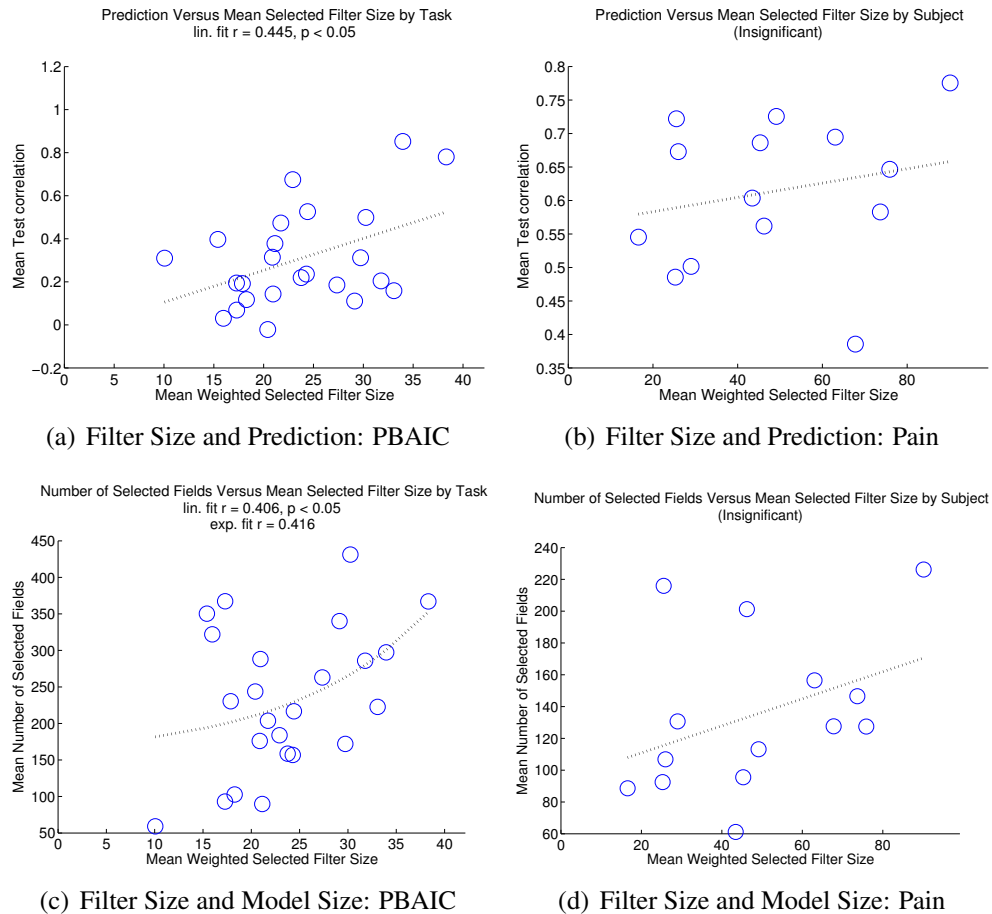 Prediction Versus Mean Selected Filter Size by Task
lin. fit r = 0.445, p < 0.05
1.2
1
0.8
0.6
0.4
0.2
0
−0.2
Mean Test correlation
0 5 10 15 20 25 30 35 40
Mean Weighted Selected Filter Size
(a) Filter Size and Prediction: PBAIC
Prediction Versus Mean Selected Filter Size by Subject
(Insignificant)
0.8
0.75
0.7
0.65
0.6
0.55
0.5
0.45
0.4
0.35
Mean Test correlation
0 20 40 60 80
Mean Weighted Selected Filter Size
(b) Filter Size and Prediction: Pain
Number of Selected Fields Versus Mean Selected Filter Size by Task
lin. fit r = 0.406, p < 0.05
exp. fit r = 0.416
450
400
350
300
250
200
150
100
50
Mean Number of Selected Fields
0 5 10 15 20 25 30 35 40
Mean Weighted Selected Filter Size
(c) Filter Size and Model Size: PBAIC
Number of Selected Fields Versus Mean Selected Filter Size by Subject
(Insignificant)
240
220
200
180
160
140
120
100
80
60
Mean Number of Selected Fields
0 20 40 60 80
Mean Weighted Selected Filter Size
(d) Filter Size and Model Size: Pain